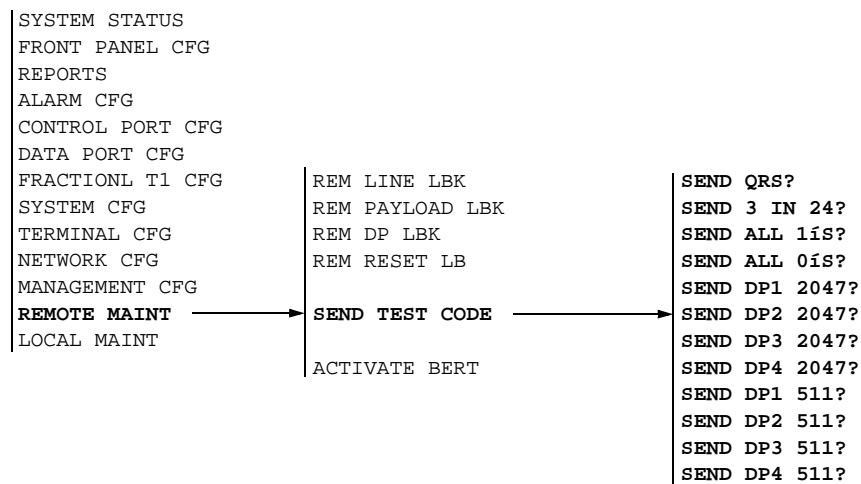 SYSTEM STATUS
FRONT PANEL CFG
REPORTS
ALARM CFG
CONTROL PORT CFG
DATA PORT CFG
FRACTIONL T1 CFG
SYSTEM CFG
TERMINAL CFG
NETWORK CFG
MANAGEMENT CFG
REMOTE MAINT
LOCAL MAINT
REM LINE LBK
REM PAYLOAD LBK
REM DP LBK
REM RESET LB
SEND TEST CODE
ACTIVATE BERT
SEND QRS?
SEND 3 IN 24?
SEND ALL 1íS?
SEND ALL 0íS?
SEND DP1 2047?
SEND DP2 2047?
SEND DP3 2047?
SEND DP4 2047?
SEND DP1 511?
SEND DP2 511?
SEND DP3 511?
SEND DP4 511?